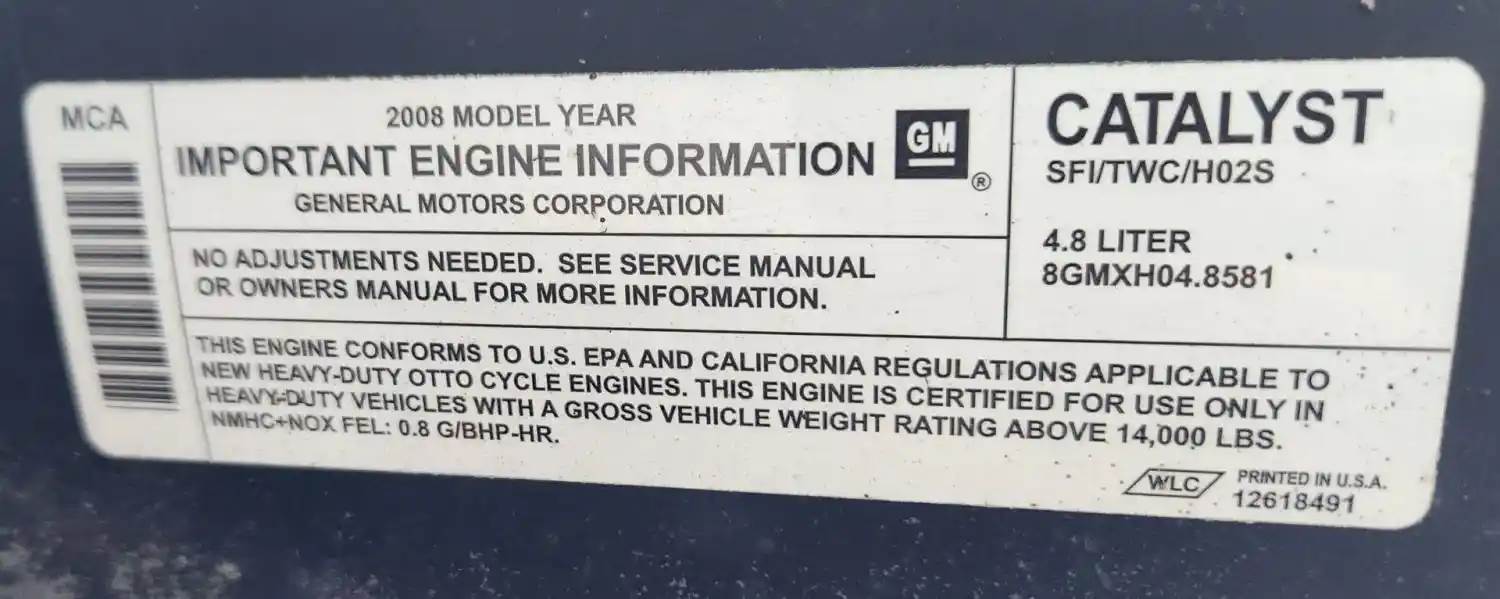 MCA
2008 MODEL YEAR
IMPORTANT ENGINE INFORMATION
GENERAL MOTORS CORPORATION
GM
®
NO ADJUSTMENTS NEEDED. SEE SERVICE MANUAL
OR OWNERS MANUAL FOR MORE INFORMATION.
CATALYST
SFI/TWC/H02S
4.8 LITER
8GMXH04.8581
THIS ENGINE CONFORMS TO U.S. EPA AND CALIFORNIA REGULATIONS APPLICABLE TO
NEW HEAVY-DUTY OTTO CYCLE ENGINES. THIS ENGINE IS CERTIFIED FOR USE ONLY IN
HEAVY-DUTY VEHICLES WITH A GROSS VEHICLE WEIGHT RATING ABOVE 14,000 LBS.
NMHC+NOX FEL: 0.8 G/BHP-HR.
WLC
PRINTED IN U.S.A.
12618491